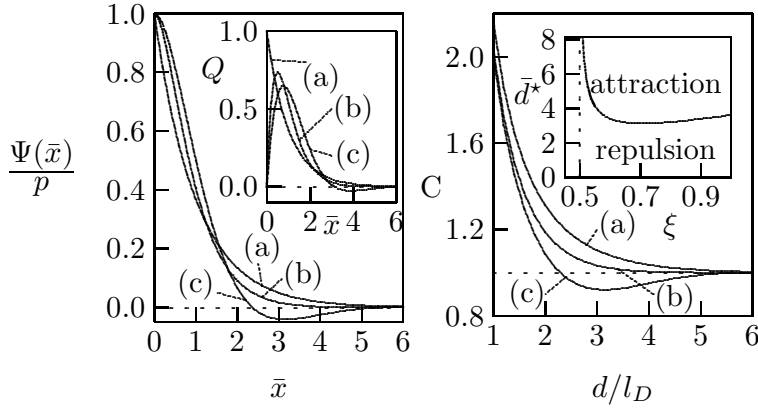 Ψ(x̄)
p
1.0
0.8
0.6
0.4
0.2
0.0
0 1 2 3 4 5 6
x̄
(a)
(b)
(c)
Q
1.0
0.5
0.0
0 2 x̄ 4 6
(a)
(b)
(c)
C
2.0
1.6
1.2
0.8
1 2 3 4 5 6
d/l_D
(a)
(b)
(c)
d̄*
8
6
4
2
0
0.5 0.7 0.9
ξ
attraction
repulsion